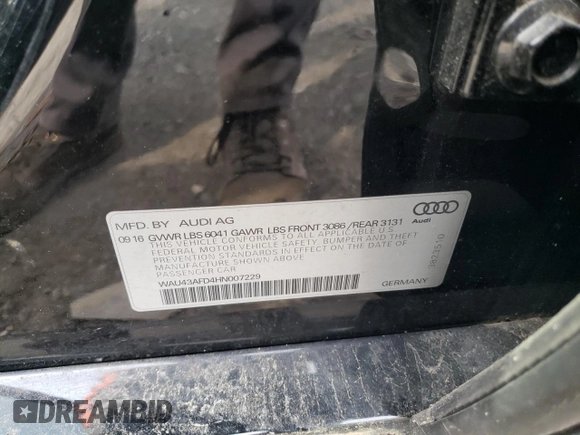 MFD. BY AUDI AG
09 16 GVWR LBS 6041 GAWR LBS FRONT 3086 / REAR 3131
THIS VEHICLE CONFORMS TO ALL APPLICABLE U.S.
FEDERAL MOTOR VEHICLE SAFETY, BUMPER AND THEFT
PREVENTION STANDARDS IN EFFECT ON THE DATE OF
MANUFACTURE SHOWN ABOVE
PASSENGER CAR
WAU43AFD4HN007229
Audi
GERMANY
DREAMBID